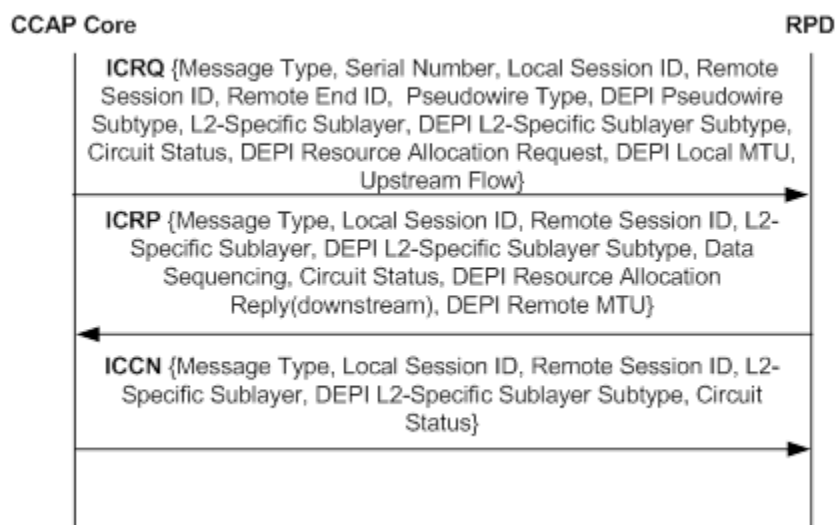 CCAP Core RPD
ICRQ {Message Type, Serial Number, Local Session ID, Remote
Session ID, Remote End ID, Pseudowire Type, DEPI Pseudowire
Subtype, L2-Specific Sublayer, DEPI L2-Specific Sublayer Subtype,
Circuit Status, DEPI Resource Allocation Request, DEPI Local MTU,
Upstream Flow}
ICRP {Message Type, Local Session ID, Remote Session ID, L2-
Specific Sublayer, DEPI L2-Specific Sublayer Subtype, Data
Sequencing, Circuit Status, DEPI Resource Allocation
Reply(downstream), DEPI Remote MTU}
ICCN {Message Type, Local Session ID, Remote Session ID, L2-
Specific Sublayer, DEPI L2-Specific Sublayer Subtype, Circuit
Status}